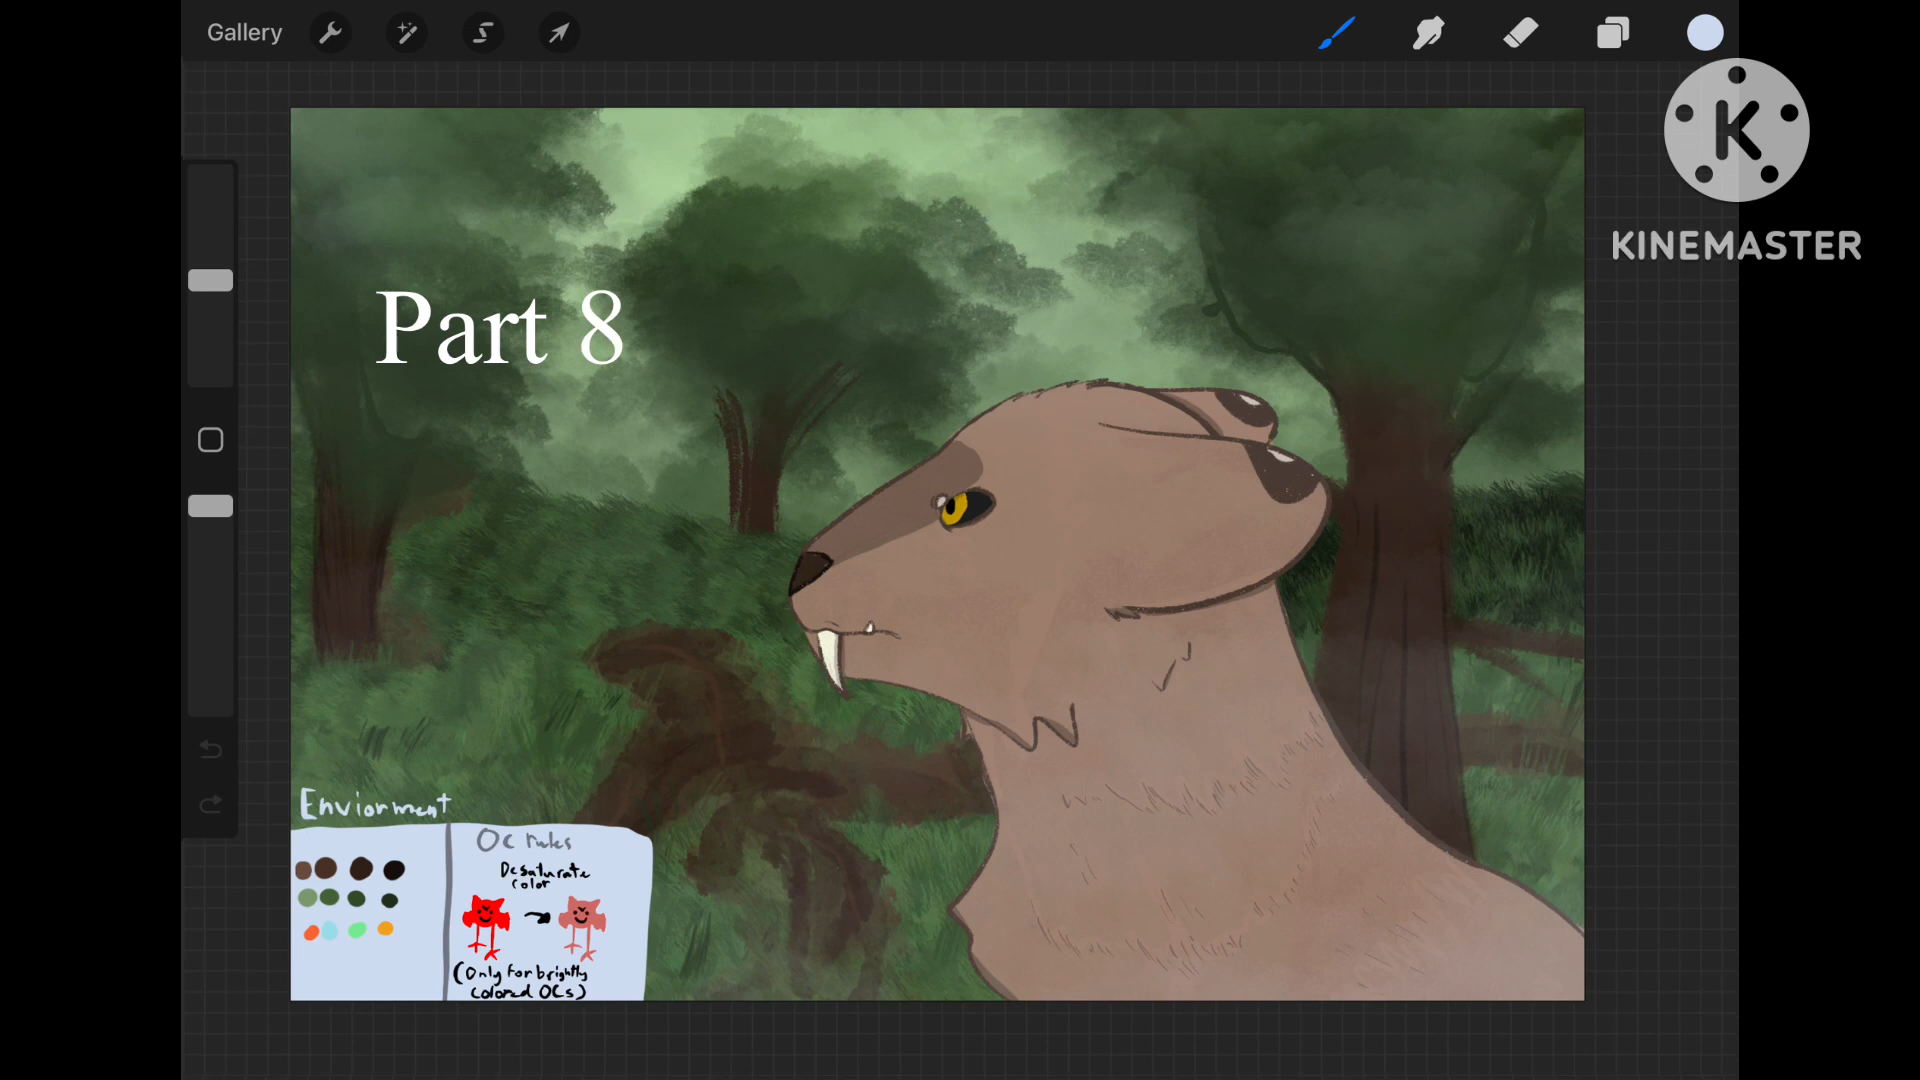 Gallery
K
KINEMASTER
Part 8
Enviorment
OC rules
Desaturate
color
(Only for brightly
colored OCs)